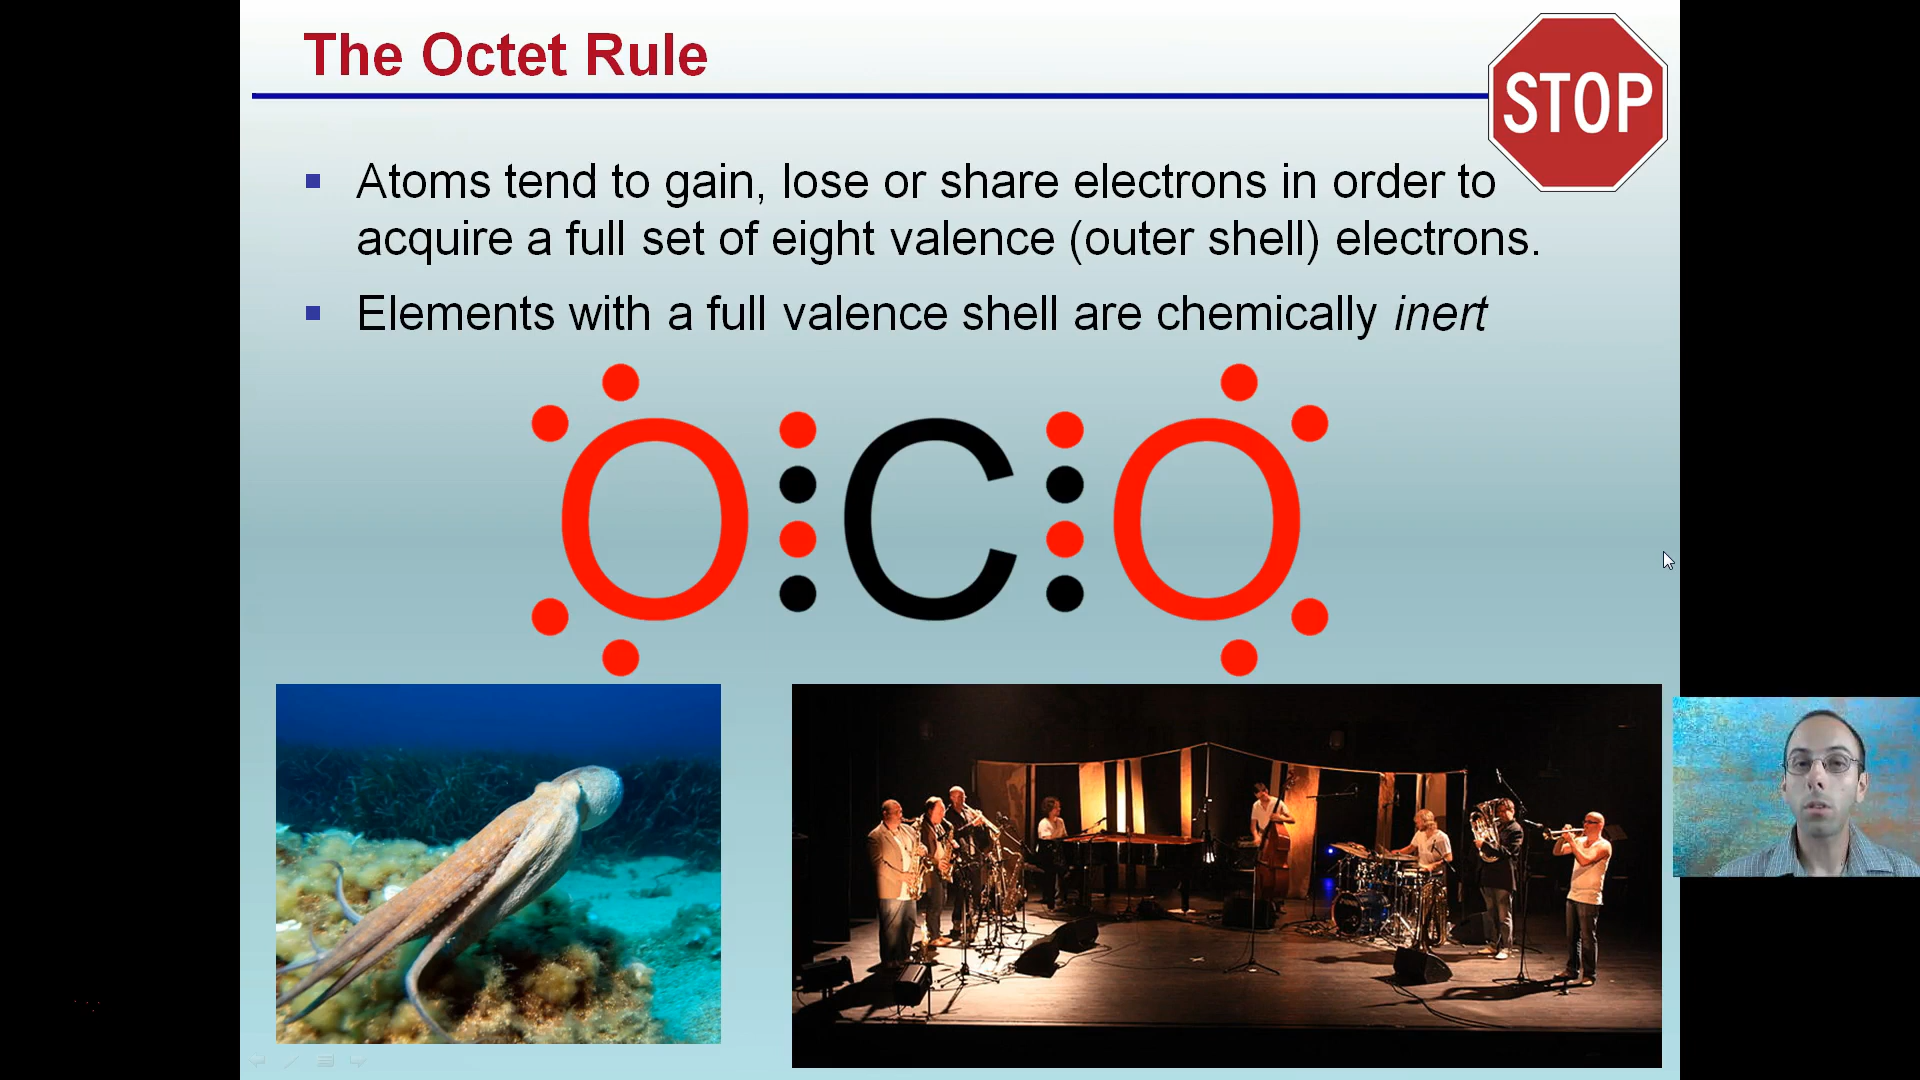 The Octet Rule
STOP
Atoms tend to gain, lose or share electrons in order to
acquire a full set of eight valence (outer shell) electrons.
Elements with a full valence shell are chemically inert
O C O